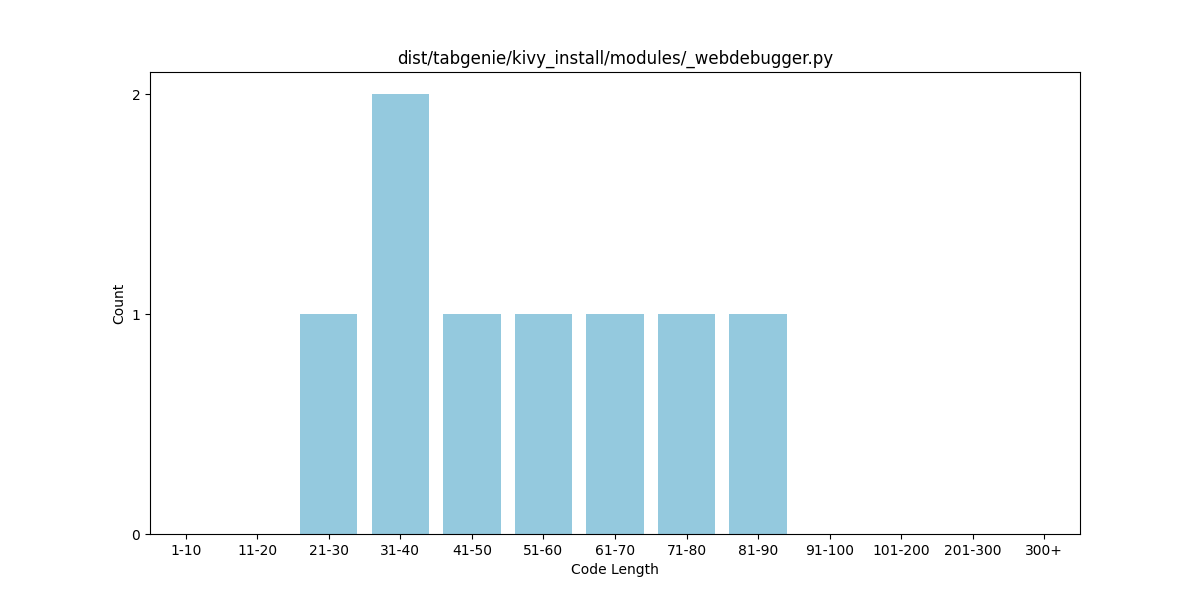 dist/tabgenie/kivy_install/modules/_webdebugger.py
2
1
0
Count
1-10 11-20 21-30 31-40 41-50 51-60 61-70 71-80 81-90 91-100 101-200 201-300 300+
Code Length